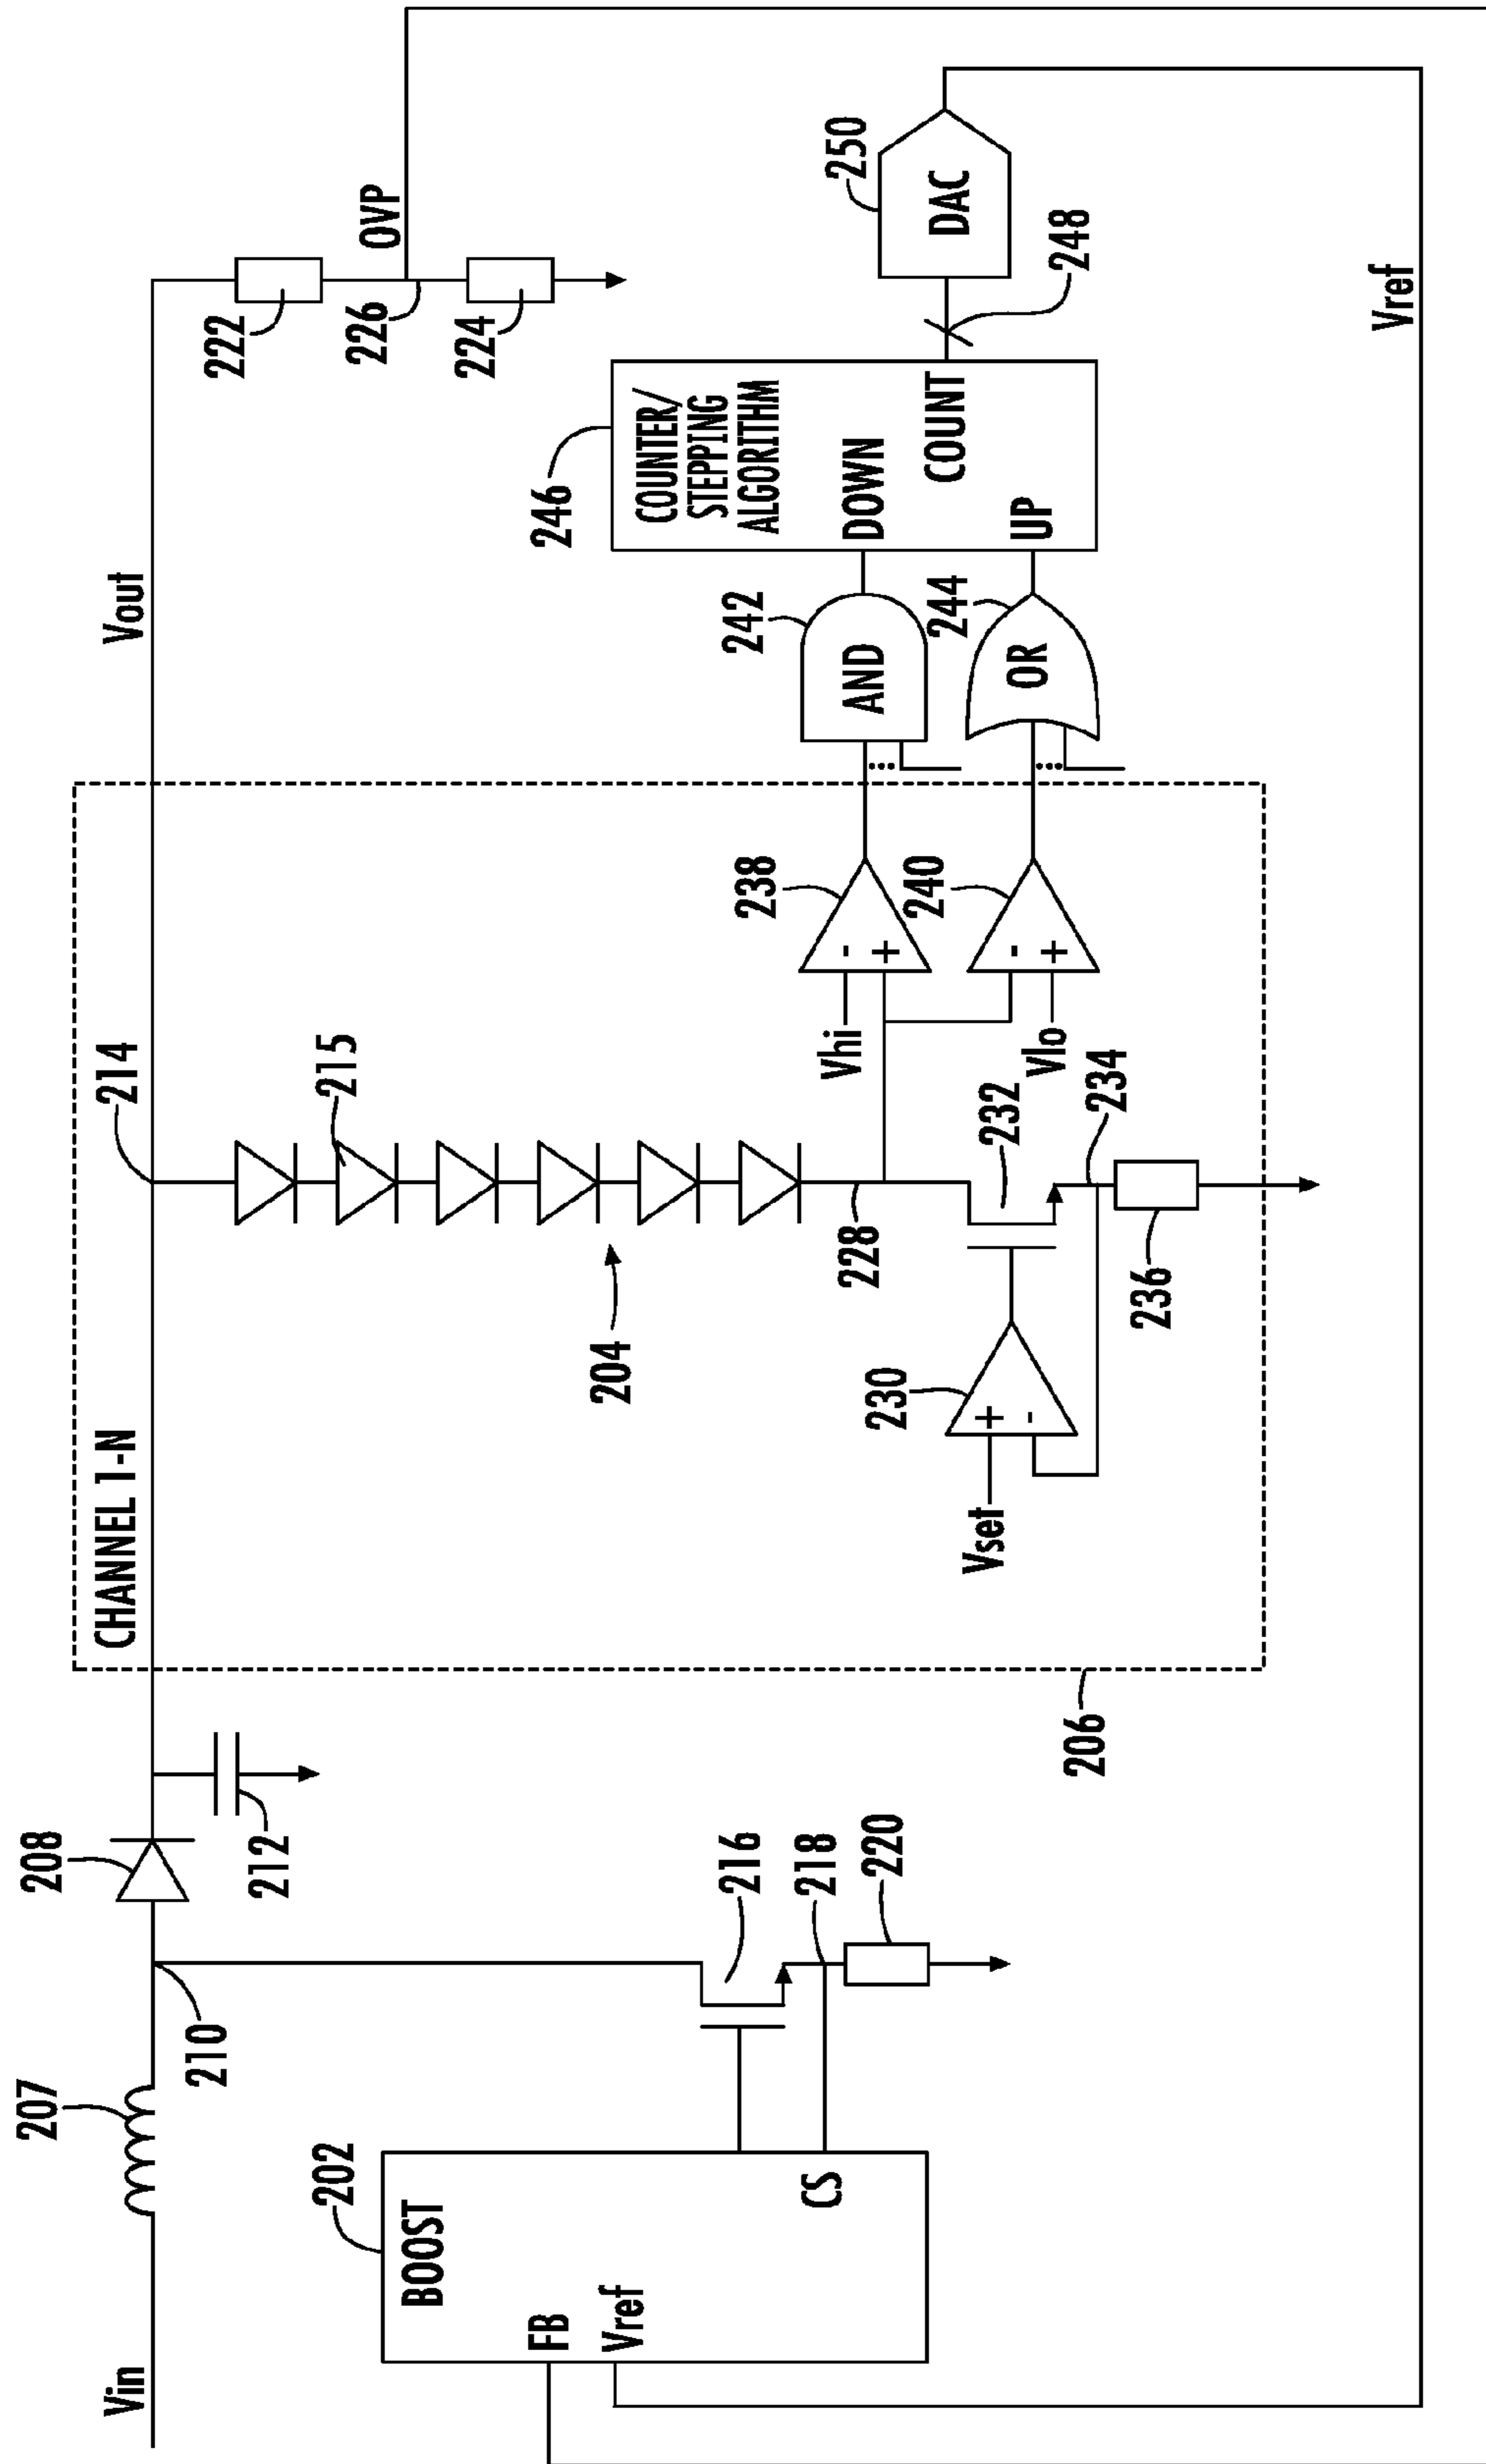 Vin
207
210
208
212
CHANNEL 1-N
214
Vout
222
226
OVP
224
202
BOOST
FB
Vref
CS
216
218
220
215
204
228
Vset
+
-
230
232
234
236
206
Vhi
-
+
238
Vlo
-
+
240
...
...
AND
242
OR
244
246
COUNTER/
STEPPING
ALGORITHM
DOWN
UP
COUNT
248
DAC
250
Vref